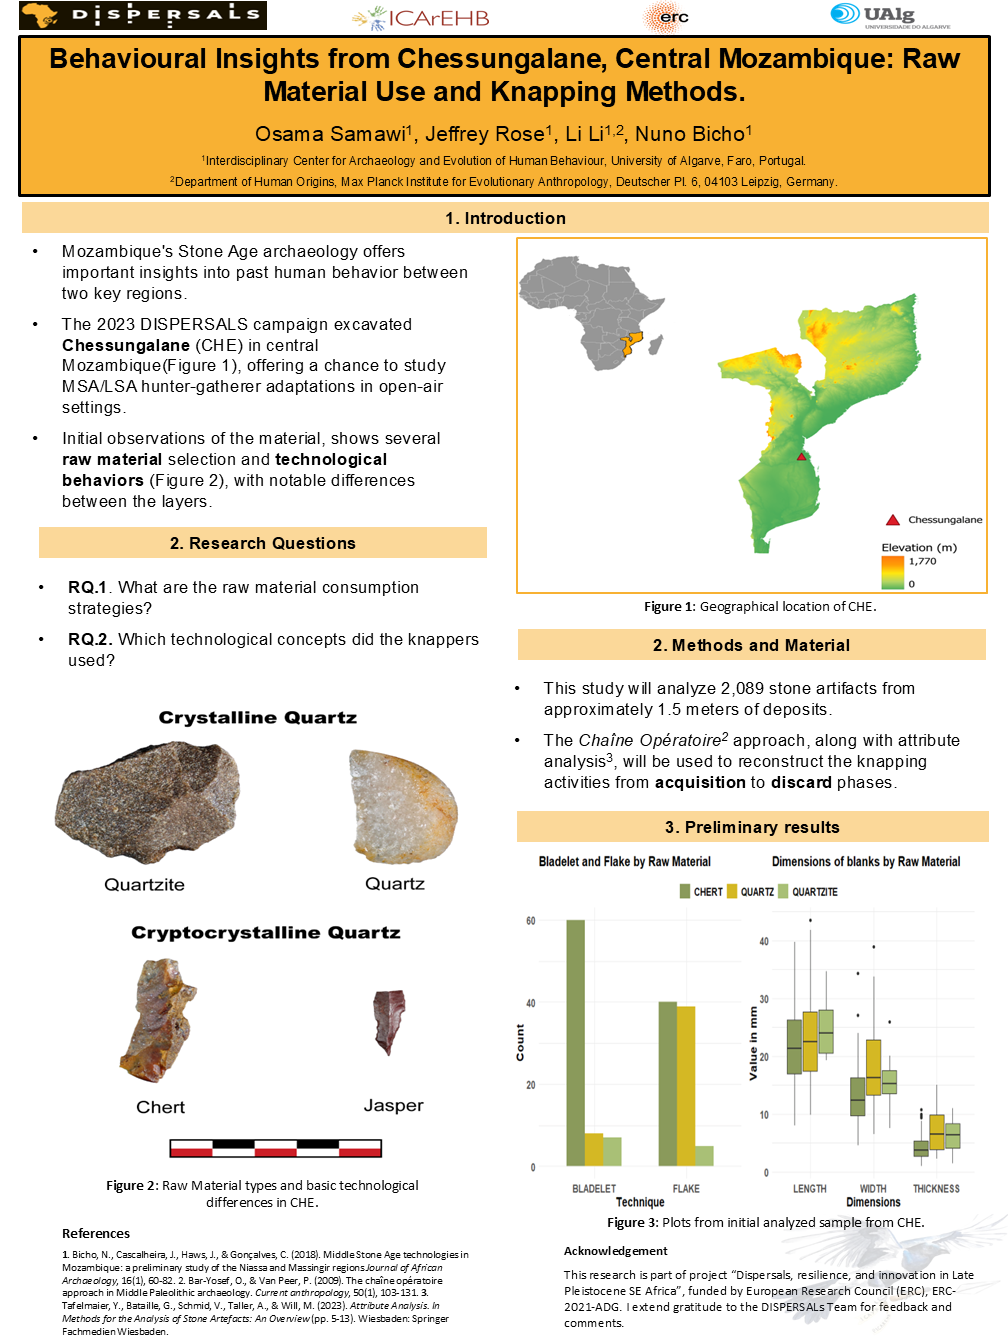 DISPERSALS
ICArEHB
erc
UAlg
UNIVERSIDADE DO ALGARVE
Behavioural Insights from Chessungalane, Central Mozambique: Raw
Material Use and Knapping Methods.
Osama Samawi1, Jeffrey Rose1, Li Li1,2, Nuno Bicho1
1Interdisciplinary Center for Archaeology and Evolution of Human Behaviour, University of Algarve, Faro, Portugal.
2Department of Human Origins, Max Planck Institute for Evolutionary Anthropology, Deutscher Pl. 6, 04103 Leipzig, Germany.
1. Introduction
• Mozambique's Stone Age archaeology offers
important insights into past human behavior between
two key regions.
• The 2023 DISPERSALS campaign excavated
Chessungalane (CHE) in central
Mozambique(Figure 1), offering a chance to study
MSA/LSA hunter-gatherer adaptations in open-air
settings.
• Initial observations of the material, shows several
raw material selection and technological
behaviors (Figure 2), with notable differences
between the layers.
Chessungalane
Elevation (m)
1,770
0
Figure 1: Geographical location of CHE.
2. Research Questions
• RQ.1. What are the raw material consumption
strategies?
• RQ.2. Which technological concepts did the knappers
used?
Crystalline Quartz
Quartzite
Quartz
Cryptocrystalline Quartz
Chert
Jasper
Figure 2: Raw Material types and basic technological
differences in CHE.
References
1. Bicho, N., Cascalheira, J., Haws, J., & Gonçalves, C. (2018). Middle Stone Age technologies in
Mozambique: a preliminary study of the Niassa and Massingir regions Journal of African
Archaeology, 16(1), 60-82. 2. Bar-Yosef, O., & Van Peer, P. (2009). The chaîne opératoire
approach in Middle Paleolithic archaeology. Current anthropology, 50(1), 103-131. 3.
Tafelmaier, Y., Bataille, G., Schmid, V., Taller, A., & Will, M. (2023). Attribute Analysis. In
Methods for the Analysis of Stone Artefacts: An Overview (pp. 5-13). Wiesbaden: Springer
Fachmedien Wiesbaden.
2. Methods and Material
• This study will analyze 2,089 stone artifacts from
approximately 1.5 meters of deposits.
• The Chaîne Opératoire2 approach, along with attribute
analysis3, will be used to reconstruct the knapping
activities from acquisition to discard phases.
3. Preliminary results
Bladelet and Flake by Raw Material
Dimensions of blanks by Raw Material
CHERT QUARTZ QUARTZITE
Count
60
40
20
0
BLADELET FLAKE
Technique
Value in mm
40
30
20
10
0
LENGTH WIDTH THICKNESS
Dimensions
Figure 3: Plots from initial analyzed sample from CHE.
Acknowledgement
This research is part of project “Dispersals, resilience, and innovation in Late
Pleistocene SE Africa”, funded by European Research Council (ERC), ERC-
2021-ADG. I extend gratitude to the DISPERSALs Team for feedback and
comments.